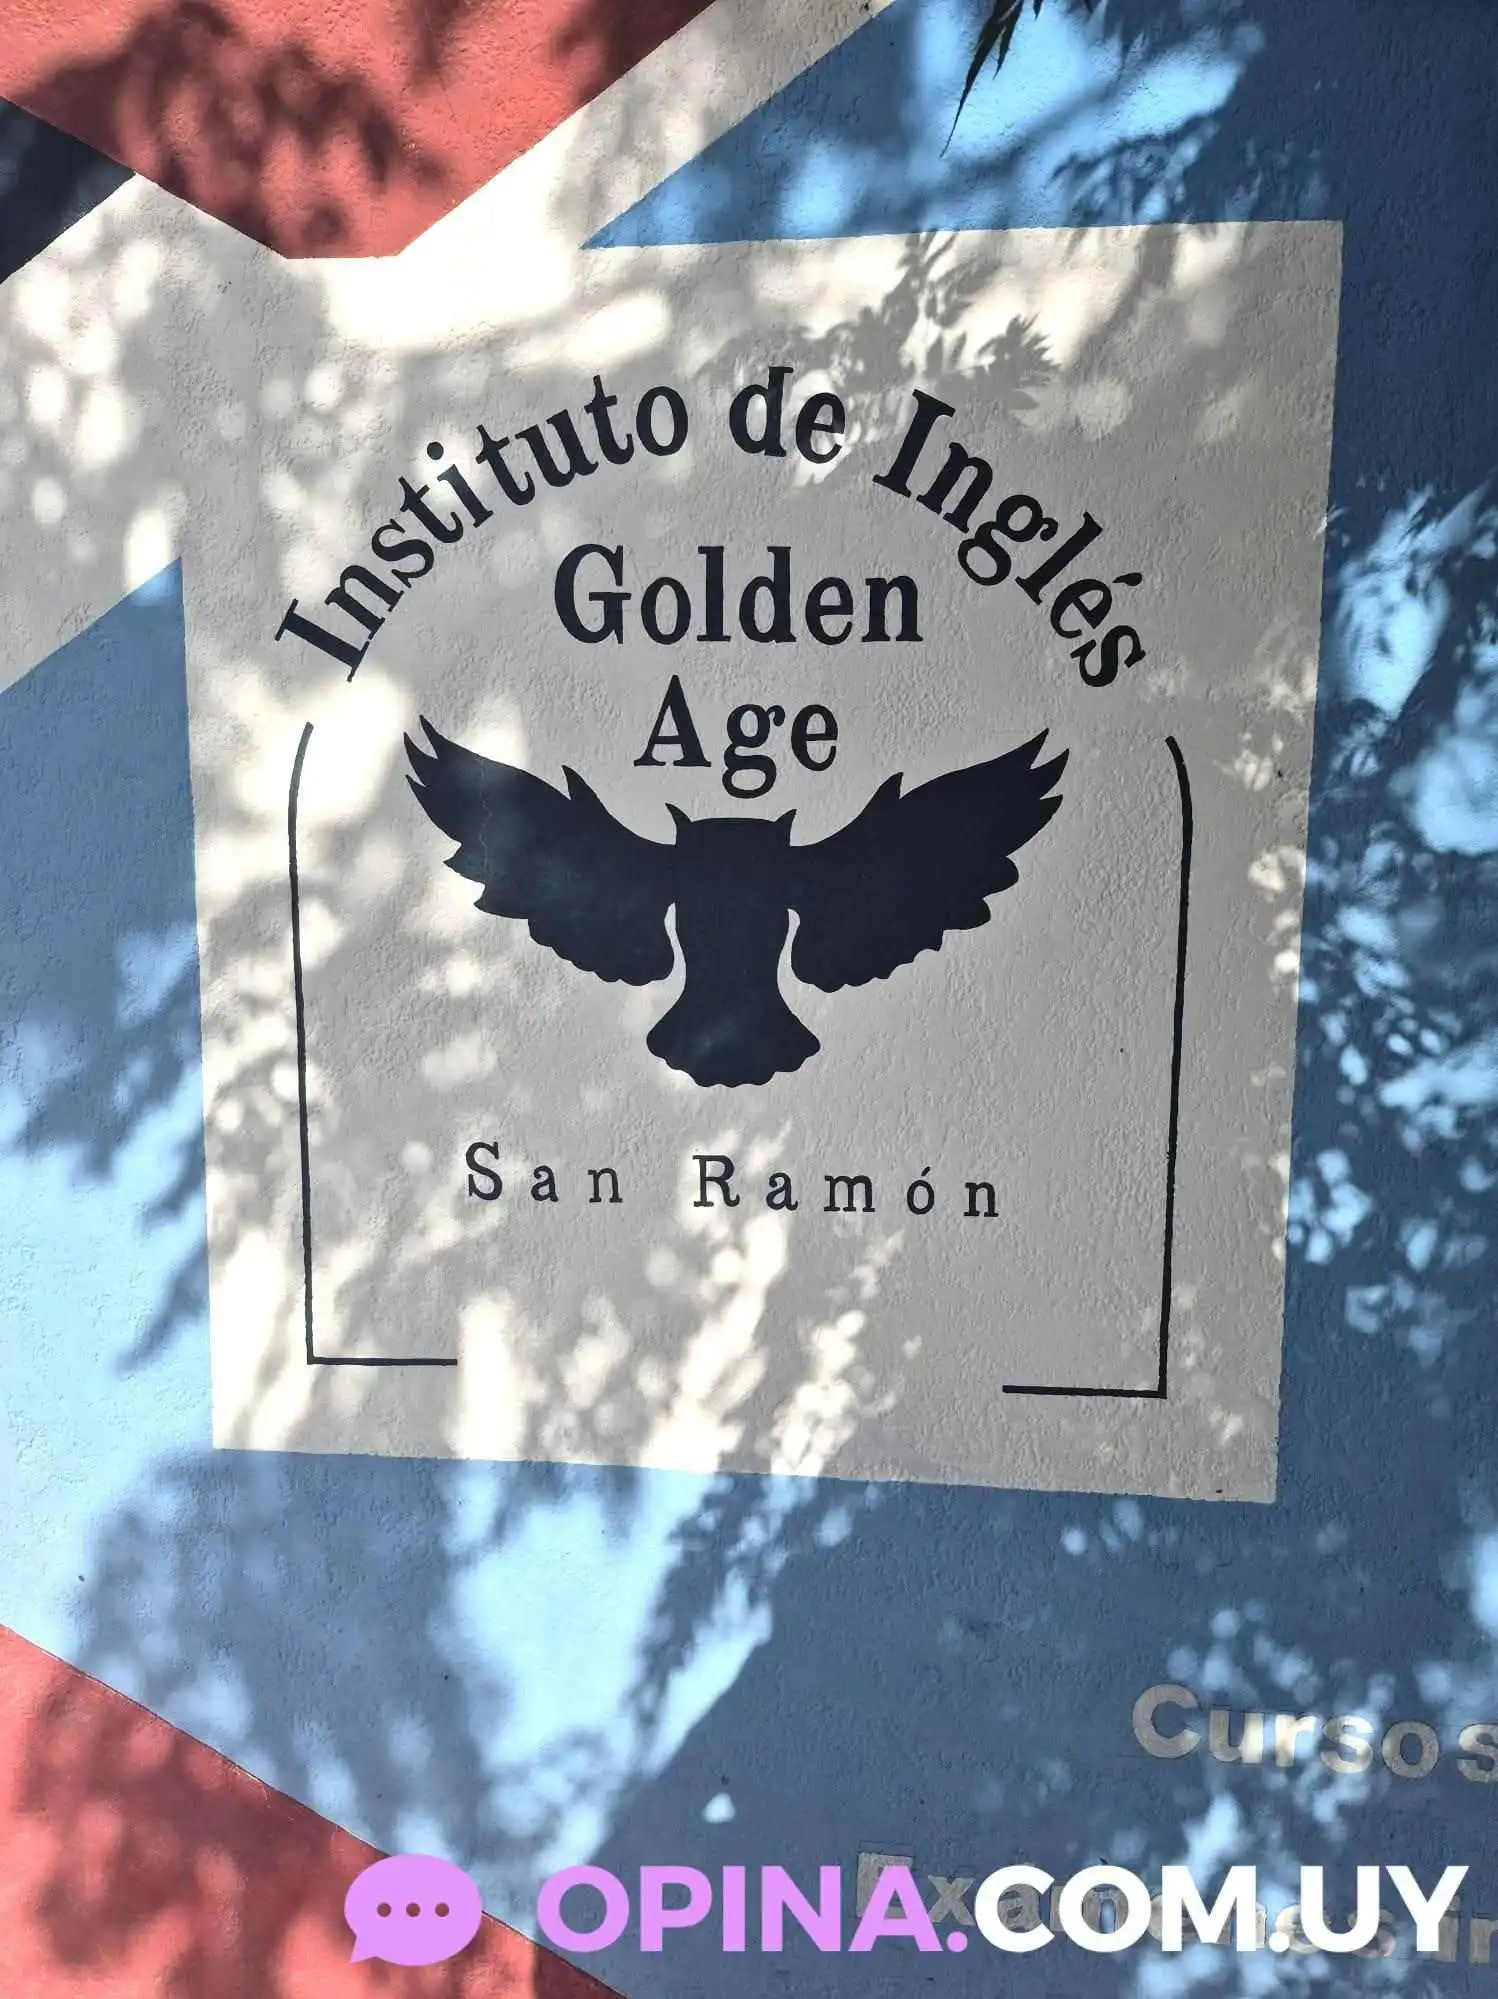 Instituto de Inglés
Golden
Age
San Ramón
Cursos
OPINA.COM.UY